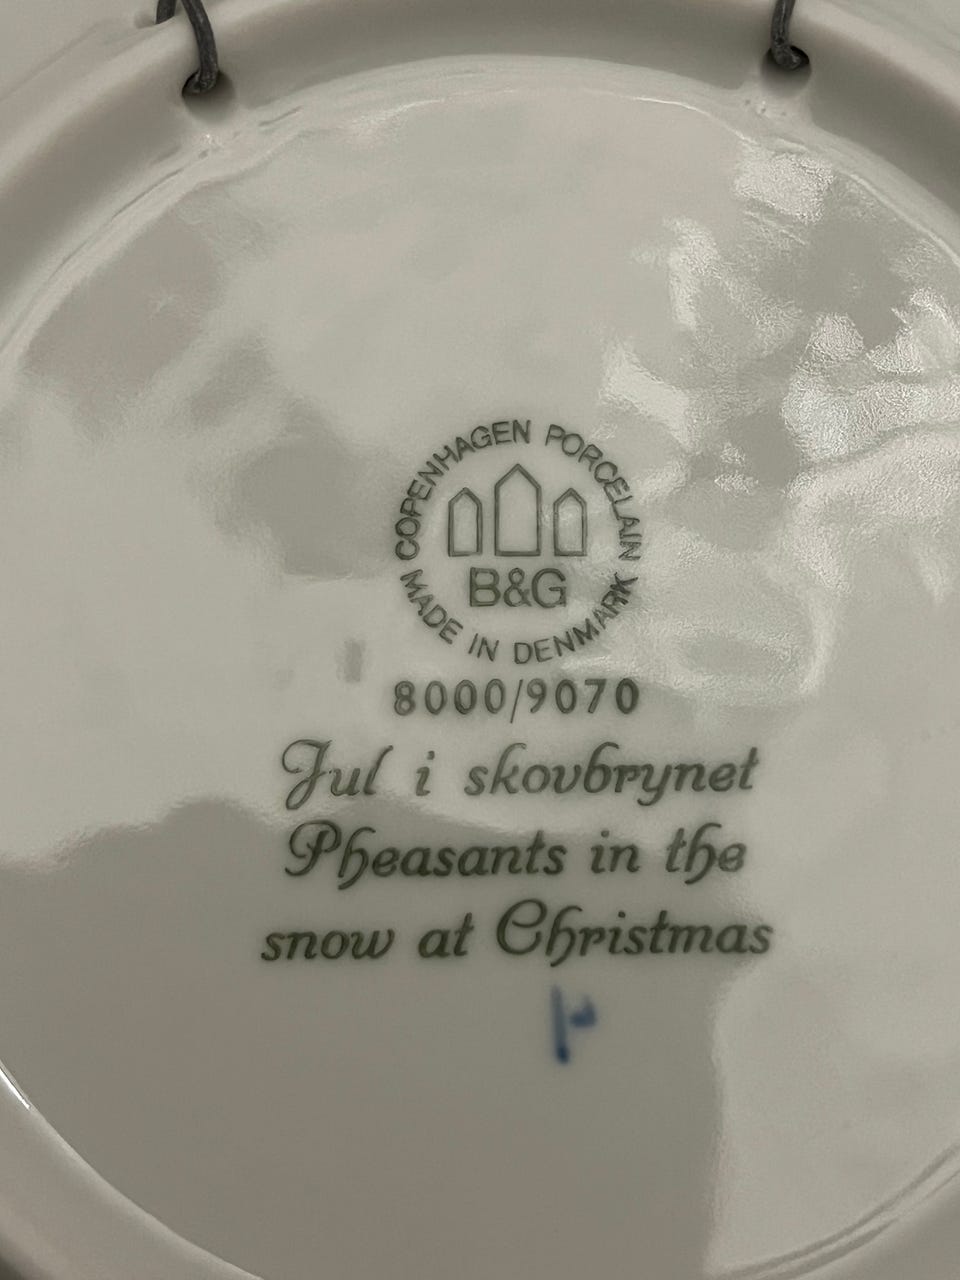 COPENHAGEN PORCELAIN
B&G
MADE IN DENMARK
8000/9070
Jul i skovbrynet
Pheasants in the
snow at Christmas